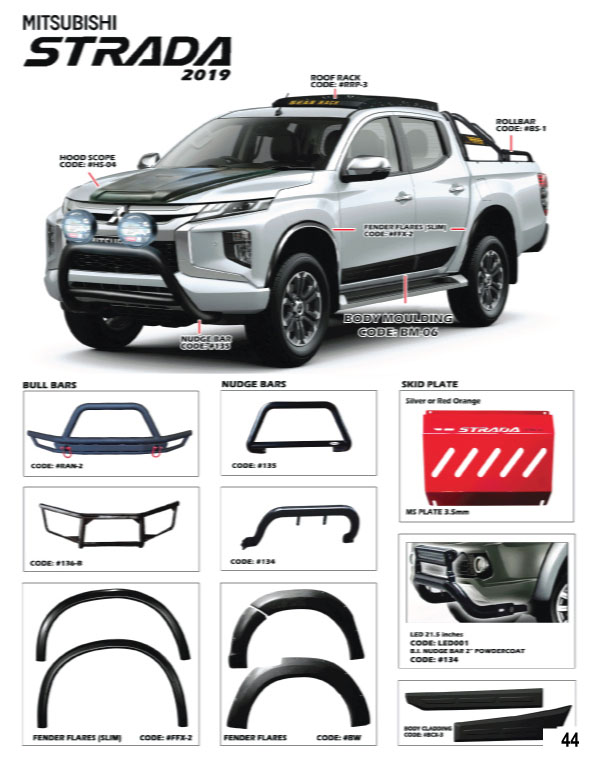 MITSUBISHI
STRADA
2019
ROOF RACK
CODE: #RRP-3
ROLLBAR
CODE: #BS-1
HOOD SCOPE
CODE: #HS-04
FENDER FLARES (SLIM)
CODE: #FFX-2
BODY MOULDING
CODE: BM-06
NUDGE BAR
CODE: #135
BULL BARS
NUDGE BARS
SKID PLATE
Silver or Red Orange
STRADA
CODE: #RAN-2
CODE: #135
MS PLATE 3.5mm
CODE: #136-B
CODE: #134
LED 21.5 inches
CODE: LED001
B.I. NUDGE BAR 2" POWDERCOAT
CODE: #134
FENDER FLARES (SLIM) CODE: #FFX-2
FENDER FLARES CODE: #BW
BODY CLADDING
CODE: #BCX-3
44